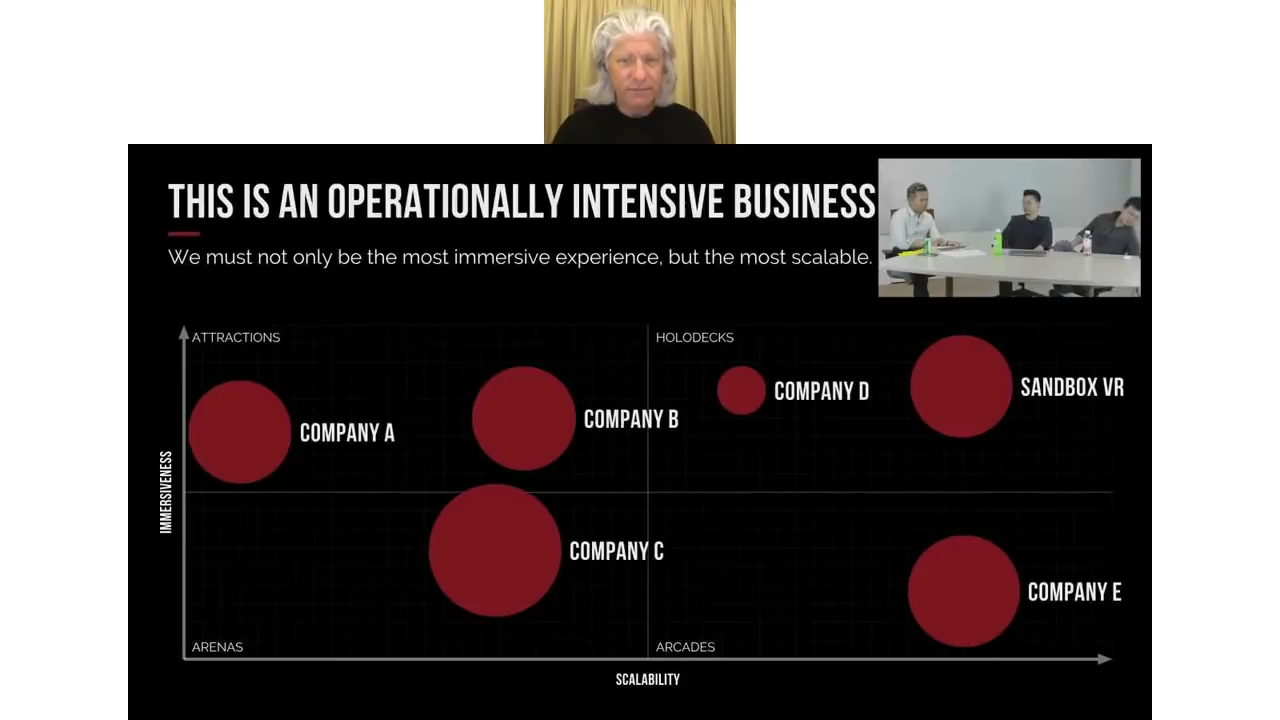 THIS IS AN OPERATIONALLY INTENSIVE BUSINESS
We must not only be the most immersive experience, but the most scalable.
ATTRACTIONS
HOLODECKS
COMPANY A
COMPANY B
COMPANY D
SANDBOX VR
IMMERSIVENESS
COMPANY C
COMPANY E
ARENAS
ARCADES
SCALABILITY